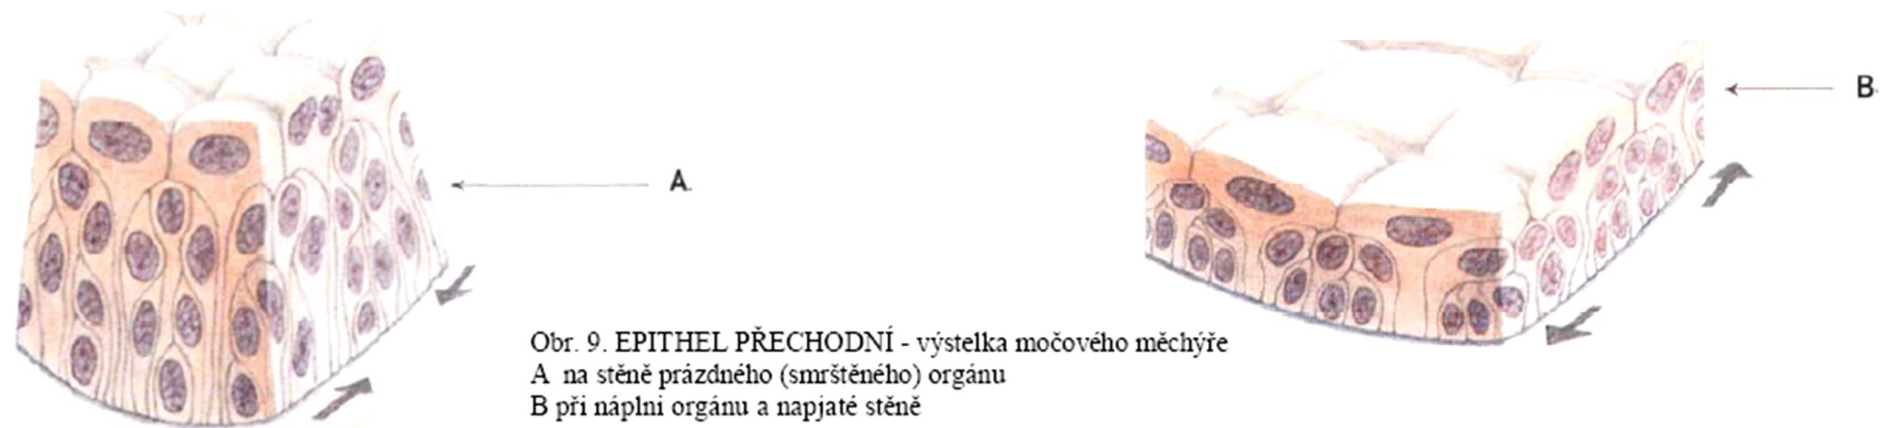 A.
B.
Obr. 9. EPITHEL PŘECHODNÍ - výstelka močového měchýře
A na stěně prázdného (smrštěného) orgánu
B při náplni orgánu a napjaté stěně